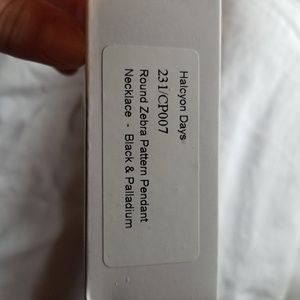 Halcyon Days
231/CP007
Round Zebra Pattern Pendant
Necklace - Black & Palladium